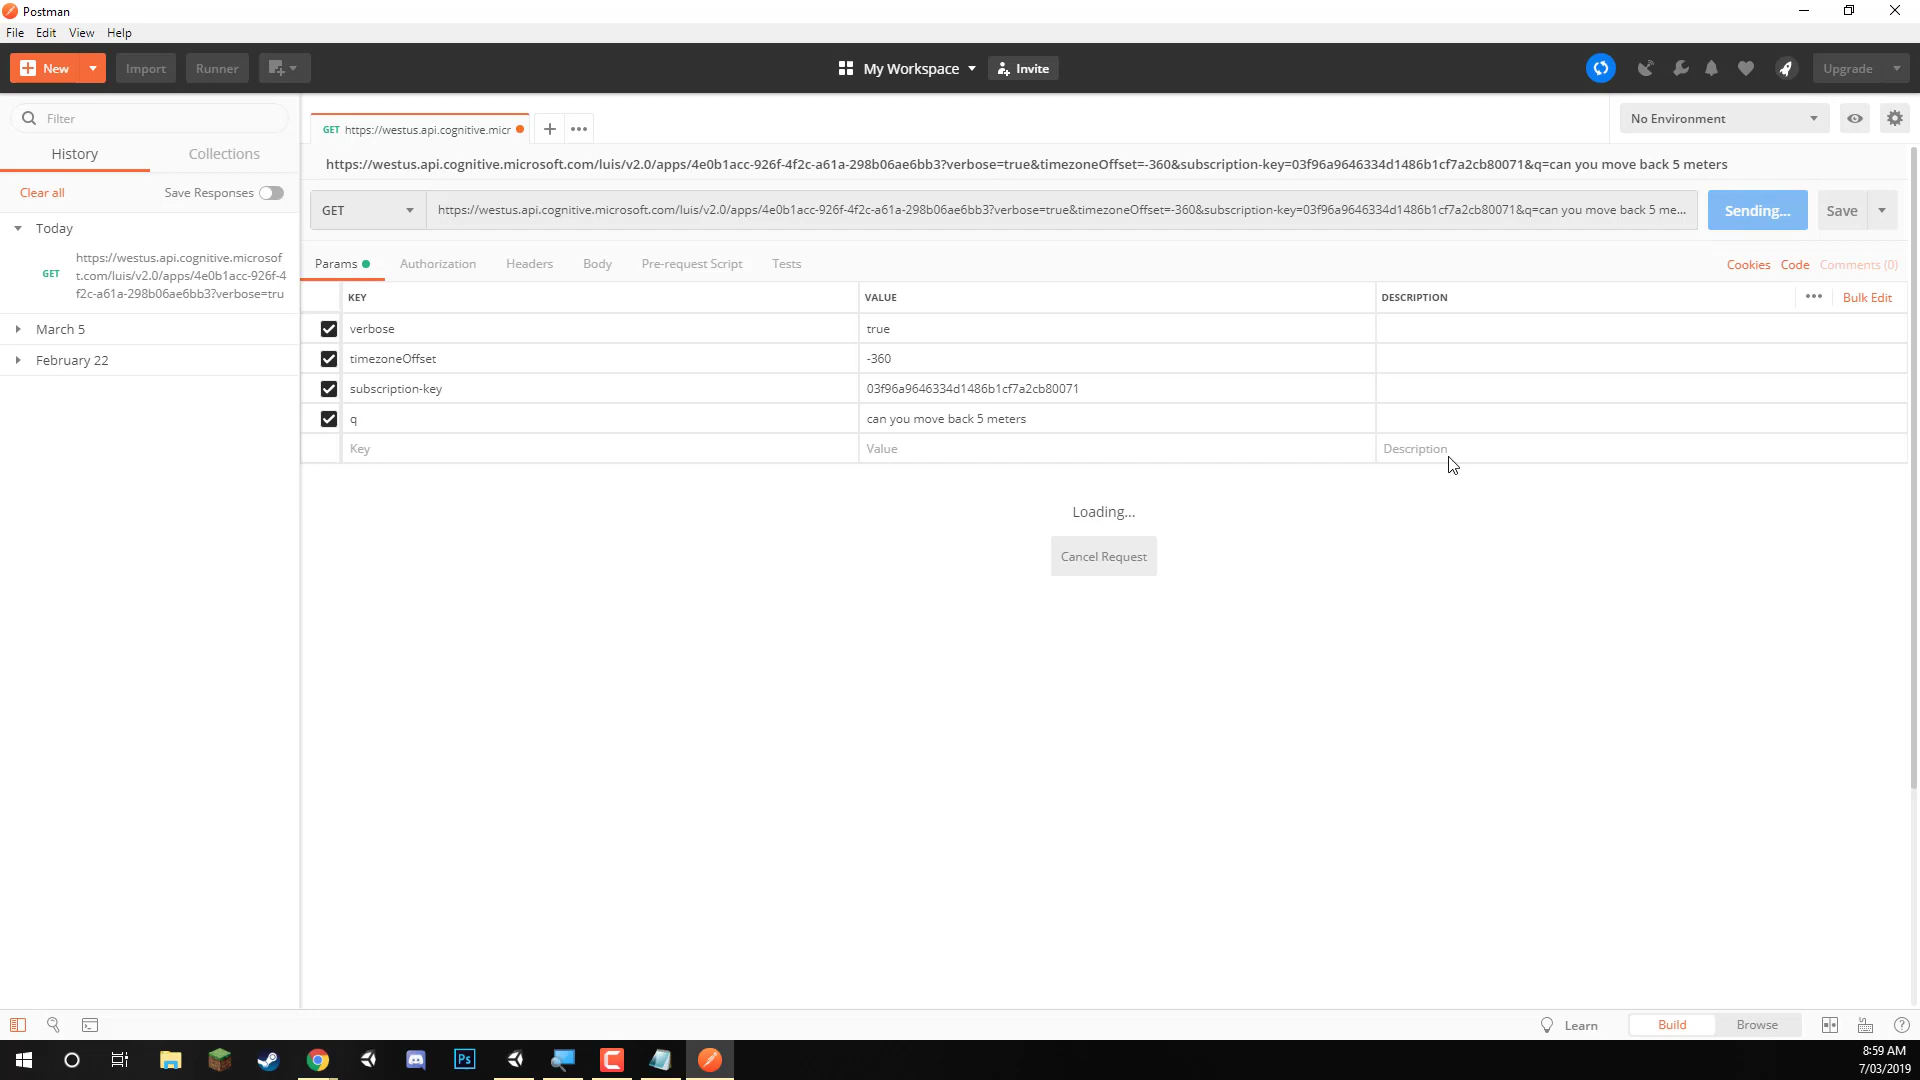 Postman
File Edit View Help
New Import Runner My Workspace Invite Upgrade
Filter
History Collections
Clear all Save Responses
Today
GET https://westus.api.cognitive.microsof
t.com/luis/v2.0/apps/4e0b1acc-926f-4
f2c-a61a-298b06ae6bb3?verbose=tru
March 5
February 22
GET https://westus.api.cognitive.micr
No Environment
https://westus.api.cognitive.microsoft.com/luis/v2.0/apps/4e0b1acc-926f-4f2c-a61a-298b06ae6bb3?verbose=true&timezoneOffset=-360&subscription-key=03f96a9646334d1486b1cf7a2cb80071&q=can you move back 5 meters
GET https://westus.api.cognitive.microsoft.com/luis/v2.0/apps/4e0b1acc-926f-4f2c-a61a-298b06ae6bb3?verbose=true&timezoneOffset=-360&subscription-key=03f96a9646334d1486b1cf7a2cb80071&q=can you move back 5 me... Sending... Save
Params Authorization Headers Body Pre-request Script Tests Cookies Code Comments (0)
KEY VALUE DESCRIPTION Bulk Edit
verbose true
timezoneOffset -360
subscription-key 03f96a9646334d1486b1cf7a2cb80071
q can you move back 5 meters
Key Value Description
Loading...
Cancel Request
Learn Build Browse
Ps
8:59 AM
7/03/2019